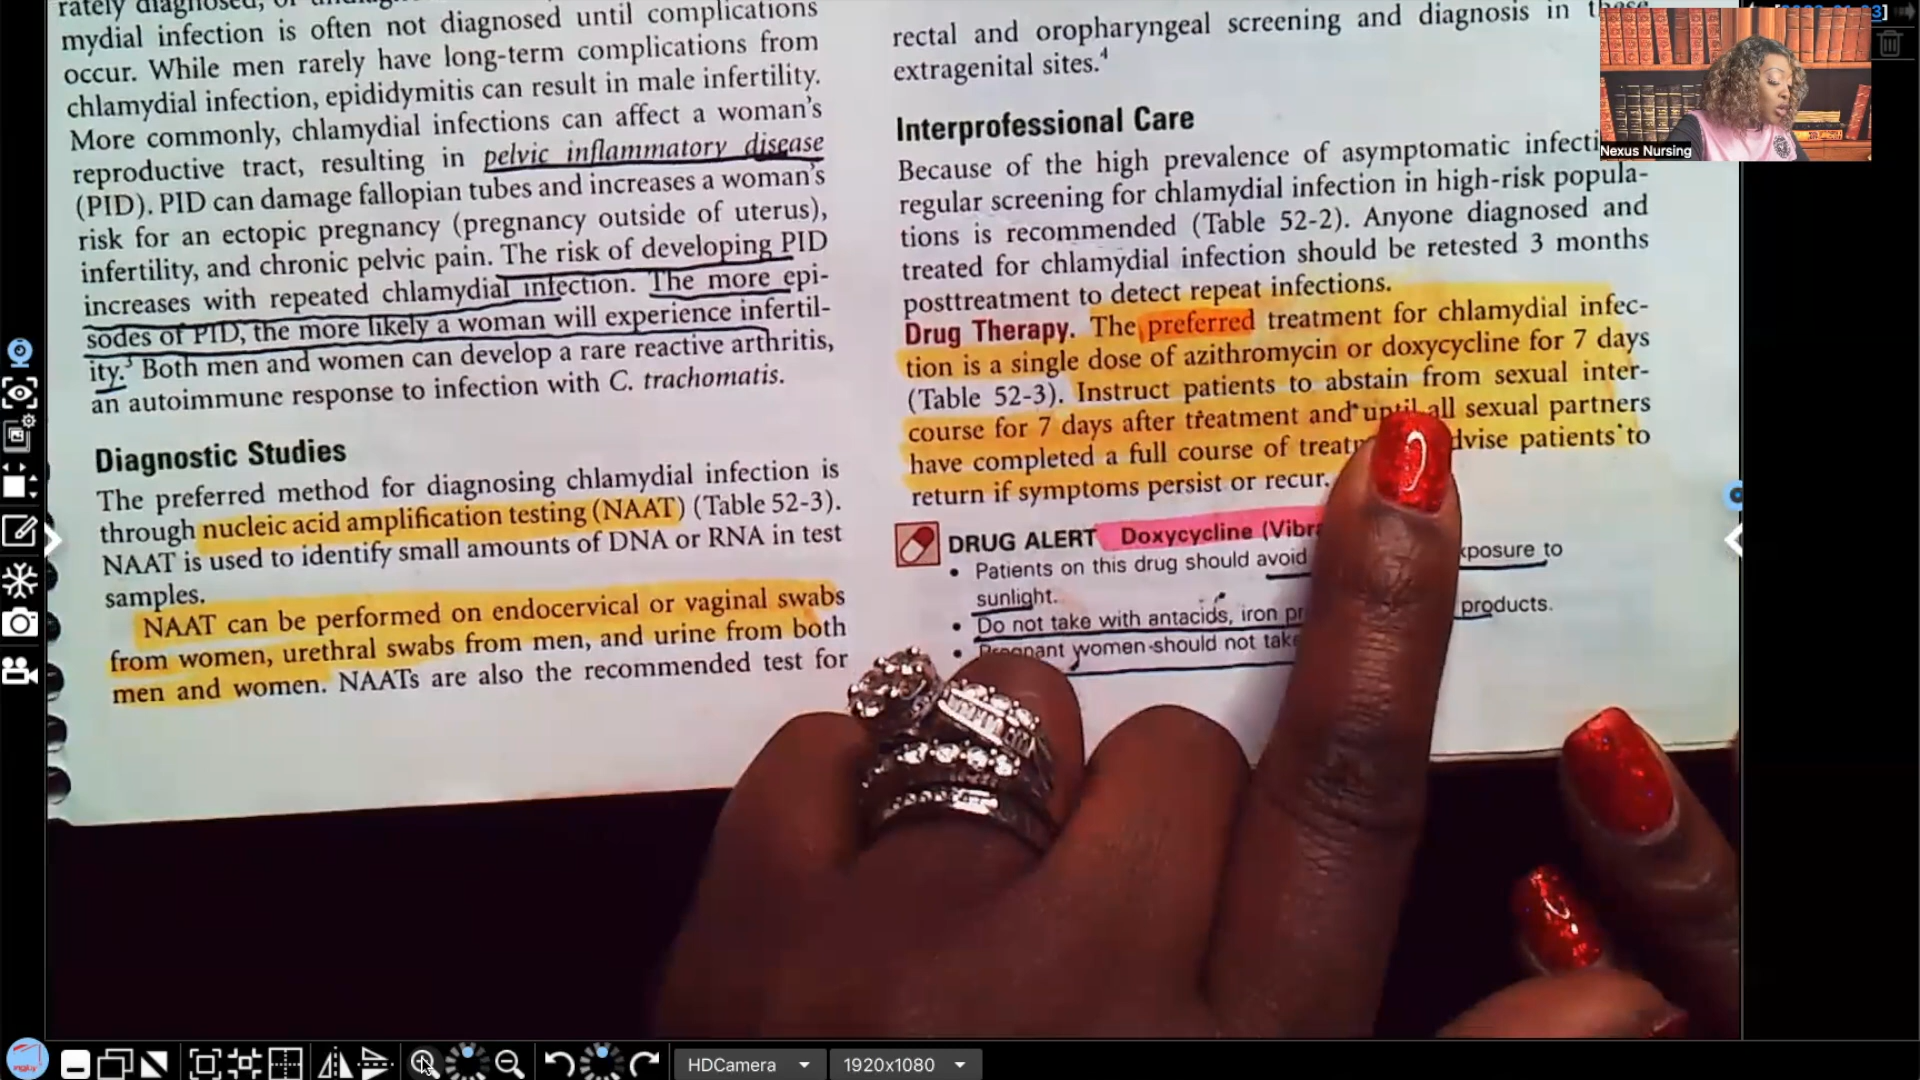 mydial infection is often not diagnosed until complications
occur. While men rarely have long-term complications from
chlamydial infection, epididymitis can result in male infertility.
More commonly, chlamydial infections can affect a woman's
reproductive tract, resulting in pelvic inflammatory disease
(PID). PID can damage fallopian tubes and increases a woman's
risk for an ectopic pregnancy (pregnancy outside of uterus),
infertility, and chronic pelvic pain. The risk of developing PID
increases with repeated chlamydial infection. The more epi-
sodes of PID, the more likely a woman will experience infertil-
ity.³ Both men and women can develop a rare reactive arthritis,
an autoimmune response to infection with C. trachomatis.
Diagnostic Studies
The preferred method for diagnosing chlamydial infection is
through nucleic acid amplification testing (NAAT) (Table 52-3).
NAAT is used to identify small amounts of DNA or RNA in test
samples.
NAAT can be performed on endocervical or vaginal swabs
from women, urethral swabs from men, and urine from both
men and women. NAATs are also the recommended test for
rectal and oropharyngeal screening and diagnosis in these
extragenital sites.⁴
Interprofessional Care
Because of the high prevalence of asymptomatic
regular screening for chlamydial infection in high-risk popula-
tions is recommended (Table 52-2). Anyone diagnosed and
treated for chlamydial infection should be retested 3 months
posttreatment to detect repeat infections.
Drug Therapy. The preferred treatment for chlamydial infec-
tion is a single dose of azithromycin or doxycycline for 7 days
(Table 52-3). Instruct patients to abstain from sexual inter-
course for 7 days after treatment and until all sexual partners
have completed a full course of patients to
return if symptoms persist or recur.
DRUG ALERT Doxycycline
• Patients on this drug should avoid to
sunlight.
• Do not take with antacids, iron products.
• Pregnant women should not take
Nexus Nursing
HDCamera
1920x1080